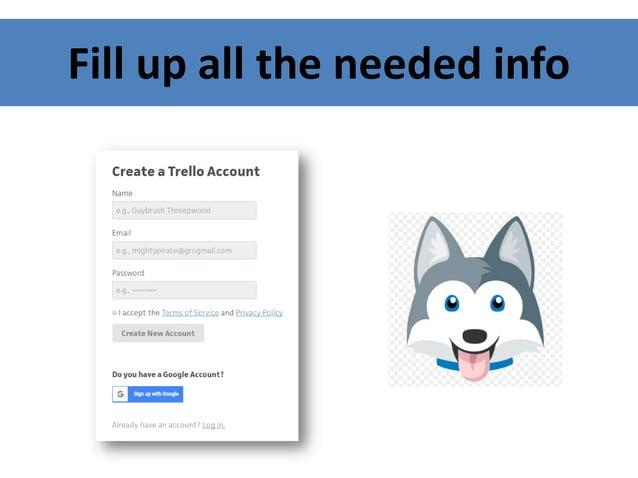 Fill up all the needed info
Create a Trello Account
Name
e.g., Guybrush Threepwood
Email
e.g., mightypirate@grogmail.com
Password
e.g., ············
I accept the Terms of Service and Privacy Policy
Create New Account
Do you have a Google Account?
G Sign up with Google
Already have an account? Log in.